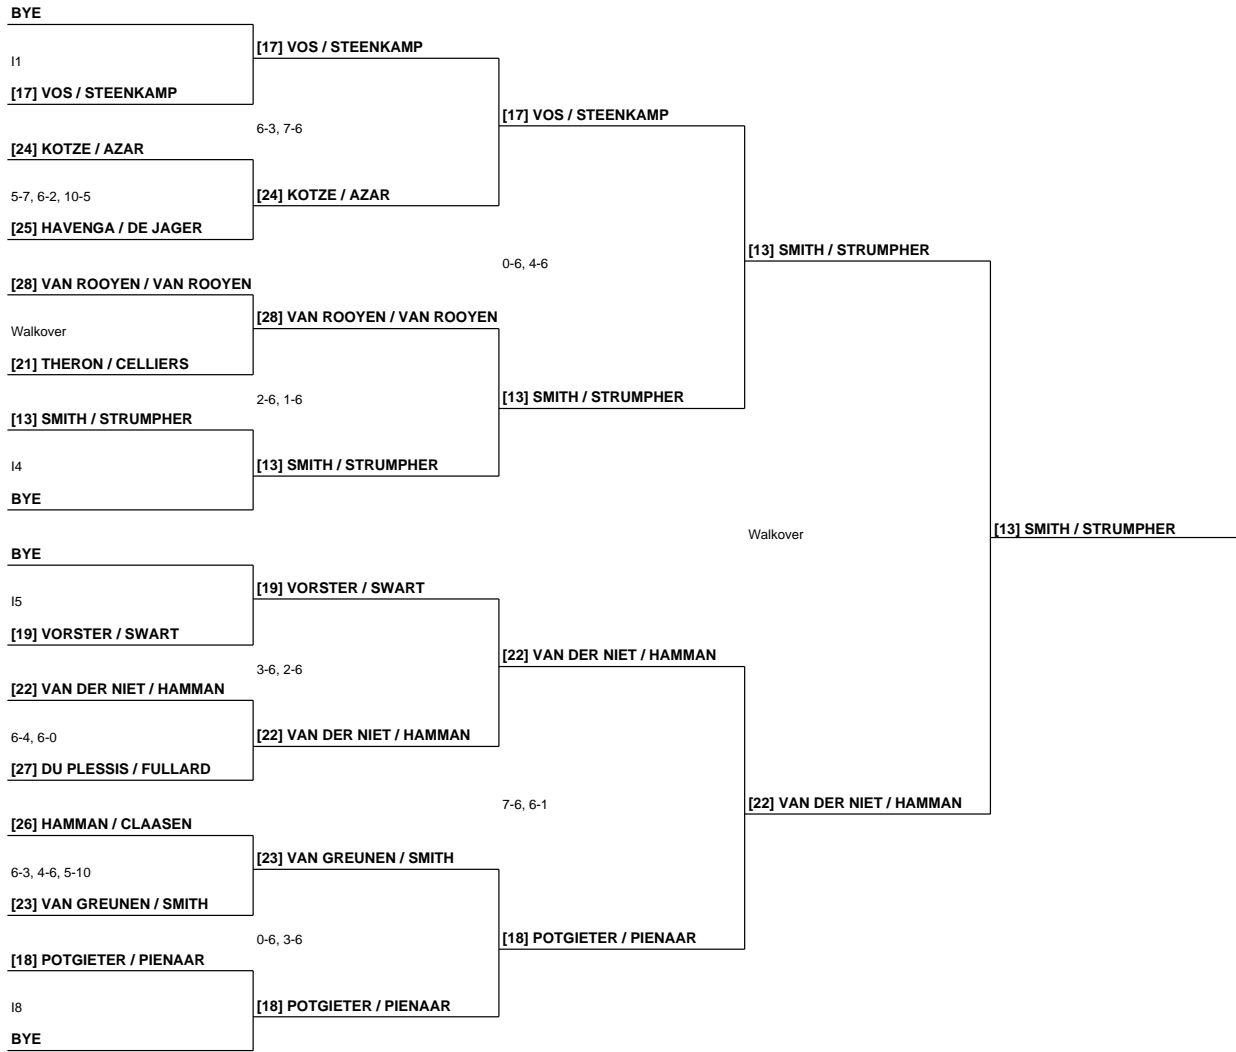 BYE
[17] VOS / STEENKAMP
I1
[17] VOS / STEENKAMP
[17] VOS / STEENKAMP
6-3, 7-6
[24] KOTZE / AZAR
5-7, 6-2, 10-5
[24] KOTZE / AZAR
[25] HAVENGA / DE JAGER
[13] SMITH / STRUMPHER
0-6, 4-6
[28] VAN ROOYEN / VAN ROOYEN
[28] VAN ROOYEN / VAN ROOYEN
Walkover
[21] THERON / CELLIERS
2-6, 1-6
[13] SMITH / STRUMPHER
[13] SMITH / STRUMPHER
I4
[13] SMITH / STRUMPHER
BYE
Walkover
[13] SMITH / STRUMPHER
BYE
[19] VORSTER / SWART
I5
[19] VORSTER / SWART
[22] VAN DER NIET / HAMMAN
3-6, 2-6
[22] VAN DER NIET / HAMMAN
6-4, 6-0
[22] VAN DER NIET / HAMMAN
[27] DU PLESSIS / FULLARD
7-6, 6-1
[22] VAN DER NIET / HAMMAN
[26] HAMMAN / CLAASEN
[23] VAN GREUNEN / SMITH
6-3, 4-6, 5-10
[23] VAN GREUNEN / SMITH
0-6, 3-6
[18] POTGIETER / PIENAAR
[18] POTGIETER / PIENAAR
I8
[18] POTGIETER / PIENAAR
BYE